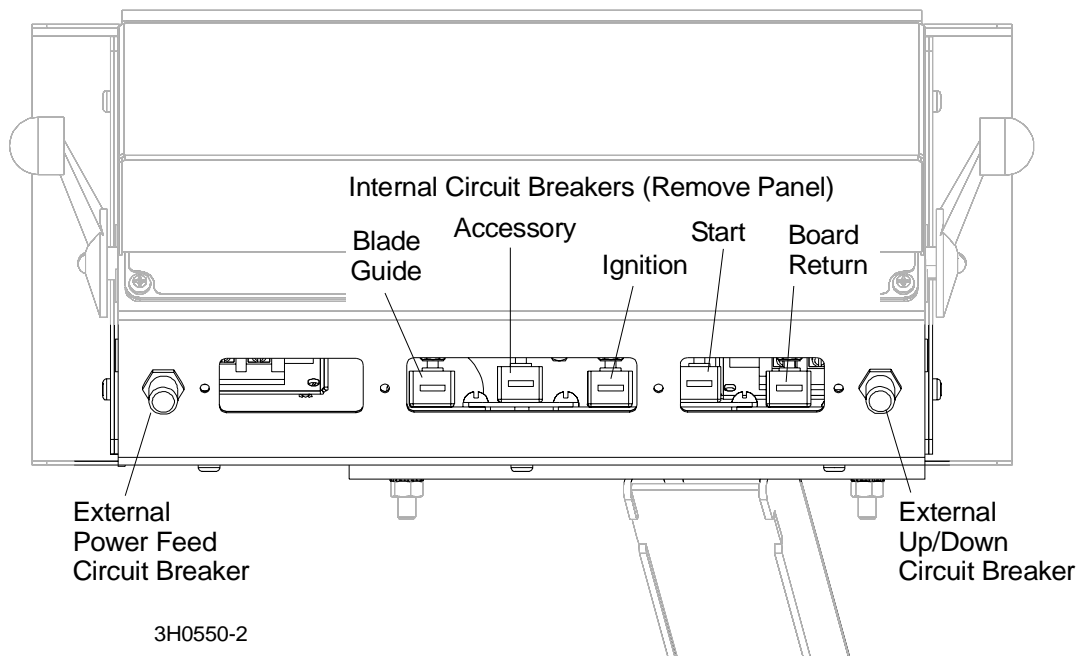 Internal Circuit Breakers (Remove Panel)
Blade
Guide
Accessory
Ignition
Start
Board
Return
External
Power Feed
Circuit Breaker
External
Up/Down
Circuit Breaker
3H0550-2